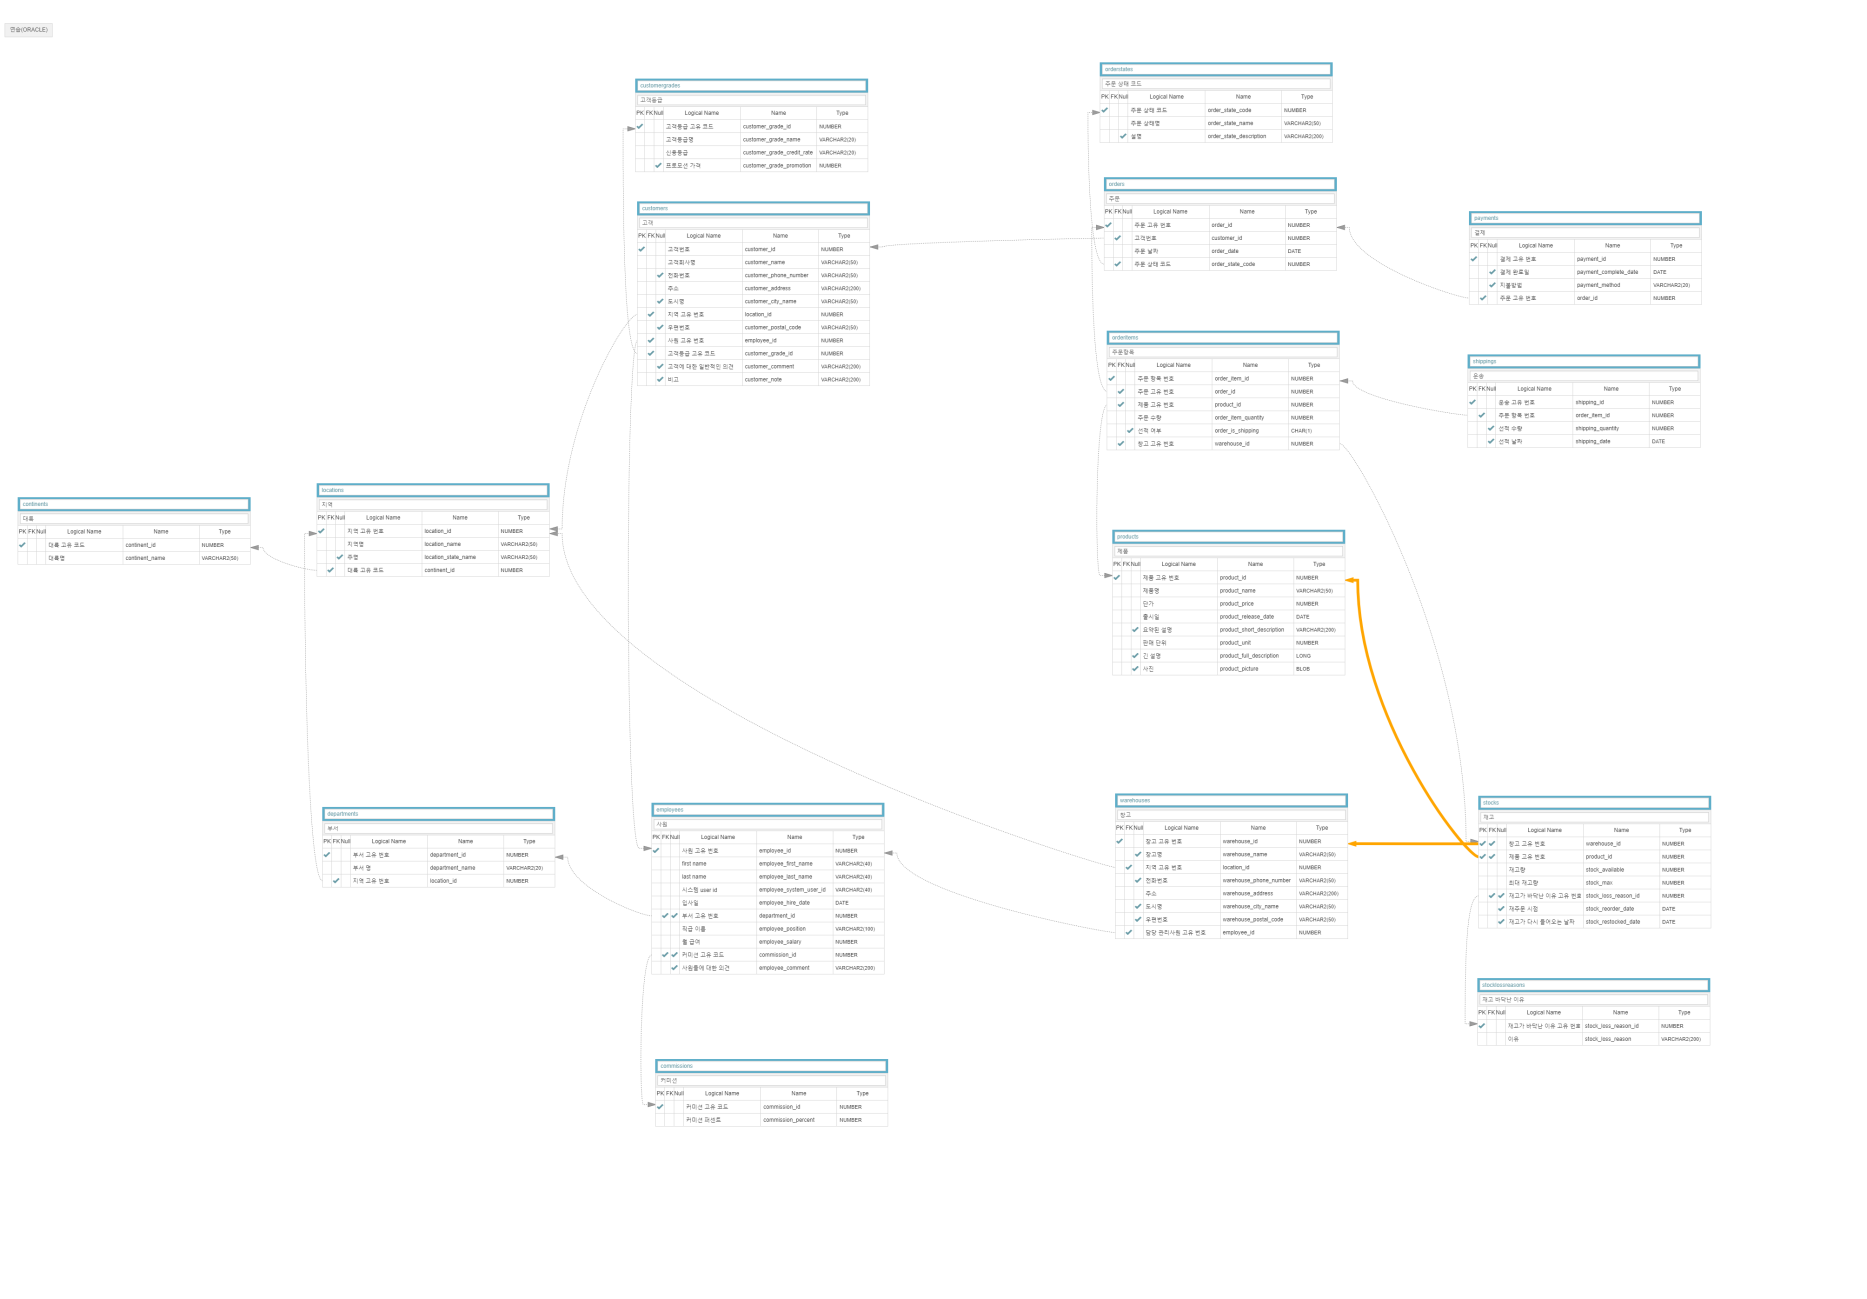 연습(ORACLE)
customergrades
고객등급
PK FK Null Logical Name Name Type
고객등급 고유 코드 customer_grade_id NUMBER
고객등급명 customer_grade_name VARCHAR2(20)
신용등급 customer_grade_credit_rate VARCHAR2(20)
프로모션 가격 customer_grade_promotion NUMBER
customers
고객
PK FK Null Logical Name Name Type
고객번호 customer_id NUMBER
고객회사명 customer_name VARCHAR2(50)
전화번호 customer_phone_number VARCHAR2(50)
주소 customer_address VARCHAR2(200)
도시명 customer_city_name VARCHAR2(50)
지역 고유 번호 location_id NUMBER
우편번호 customer_postal_code VARCHAR2(50)
사원 고유 번호 employee_id NUMBER
고객등급 고유 코드 customer_grade_id NUMBER
고객에 대한 일반적인 의견 customer_comment VARCHAR2(200)
비고 customer_note VARCHAR2(200)
orderstates
주문 상태 코드
PK FK Null Logical Name Name Type
주문 상태 코드 order_state_code NUMBER
주문 상태명 order_state_name VARCHAR2(50)
설명 order_state_description VARCHAR2(200)
orders
주문
PK FK Null Logical Name Name Type
주문 고유 번호 order_id NUMBER
고객번호 customer_id NUMBER
주문 날짜 order_date DATE
주문 상태 코드 order_state_code NUMBER
payments
결제
PK FK Null Logical Name Name Type
결제 고유 번호 payment_id NUMBER
결제 완료일 payment_complete_date DATE
지불방법 payment_method VARCHAR2(20)
주문 고유 번호 order_id NUMBER
orderitems
주문항목
PK FK Null Logical Name Name Type
주문 항목 번호 order_item_id NUMBER
주문 고유 번호 order_id NUMBER
제품 고유 번호 product_id NUMBER
주문 수량 order_item_quantity NUMBER
선적 여부 order_is_shipping CHAR(1)
창고 고유 번호 warehouse_id NUMBER
shippings
운송
PK FK Null Logical Name Name Type
운송 고유 번호 shipping_id NUMBER
주문 항목 번호 order_item_id NUMBER
선적 수량 shipping_quantity NUMBER
선적 날짜 shipping_date DATE
continents
대륙
PK FK Null Logical Name Name Type
대륙 고유 코드 continent_id NUMBER
대륙명 continent_name VARCHAR2(50)
locations
지역
PK FK Null Logical Name Name Type
지역 고유 번호 location_id NUMBER
지역명 location_name VARCHAR2(50)
주명 location_state_name VARCHAR2(50)
대륙 고유 코드 continent_id NUMBER
products
제품
PK FK Null Logical Name Name Type
제품 고유 번호 product_id NUMBER
제품명 product_name VARCHAR2(50)
단가 product_price NUMBER
출시일 product_release_date DATE
요약된 설명 product_short_description VARCHAR2(200)
판매 단위 product_unit NUMBER
긴 설명 product_full_description LONG
사진 product_picture BLOB
departments
부서
PK FK Null Logical Name Name Type
부서 고유 번호 department_id NUMBER
부서 명 department_name VARCHAR2(20)
지역 고유 번호 location_id NUMBER
employees
사원
PK FK Null Logical Name Name Type
사원 고유 번호 employee_id NUMBER
first name employee_first_name VARCHAR2(40)
last name employee_last_name VARCHAR2(40)
시스템 user id employee_system_user_id VARCHAR2(40)
입사일 employee_hire_date DATE
부서 고유 번호 department_id NUMBER
직급 이름 employee_position VARCHAR2(100)
월 급여 employee_salary NUMBER
커미션 고유 코드 commission_id NUMBER
사원들에 대한 의견 employee_comment VARCHAR2(200)
warehouses
창고
PK FK Null Logical Name Name Type
창고 고유 번호 warehouse_id NUMBER
창고명 warehouse_name VARCHAR2(50)
지역 고유 번호 location_id NUMBER
전화번호 warehouse_phone_number VARCHAR2(50)
주소 warehouse_address VARCHAR2(200)
도시명 warehouse_city_name VARCHAR2(50)
우편번호 warehouse_postal_code VARCHAR2(50)
담당 관리사원 고유 번호 employee_id NUMBER
stocks
재고
PK FK Null Logical Name Name Type
창고 고유 번호 warehouse_id NUMBER
제품 고유 번호 product_id NUMBER
재고량 stock_available NUMBER
최대 재고량 stock_max NUMBER
재고가 바닥난 이유 고유 번호 stock_loss_reason_id NUMBER
재주문 시점 stock_reorder_date DATE
재고가 다시 들어오는 날짜 stock_restocked_date DATE
stocklossreasons
재고 바닥난 이유
PK FK Null Logical Name Name Type
재고가 바닥난 이유 고유 번호 stock_loss_reason_id NUMBER
이유 stock_loss_reason VARCHAR2(200)
commissions
커미션
PK FK Null Logical Name Name Type
커미션 고유 코드 commission_id NUMBER
커미션 퍼센트 commission_percent NUMBER